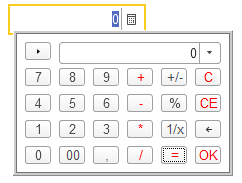 0
0
7 8 9 + +/- C
4 5 6 - % CE
1 2 3 * 1/x ←
0 00 , / = OK